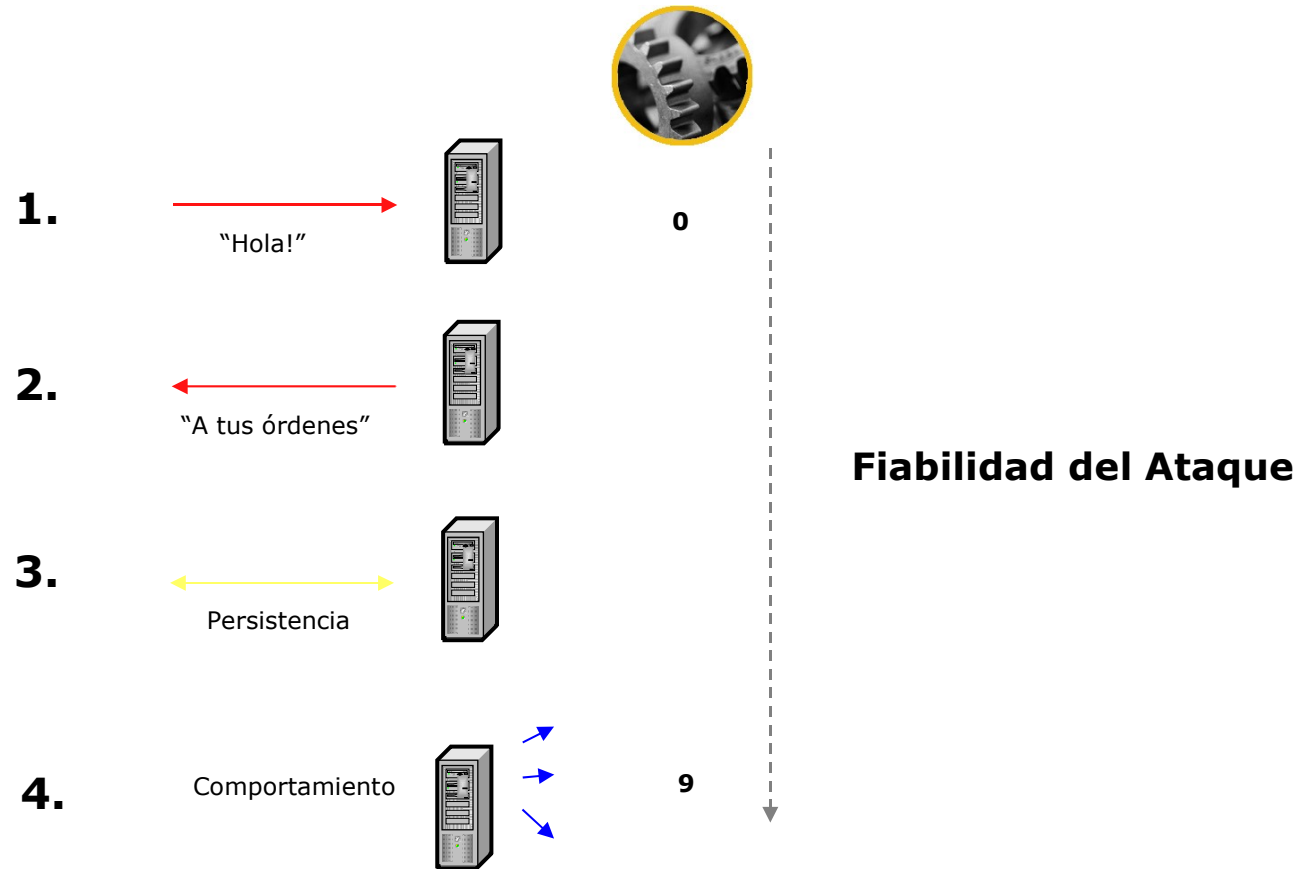 1.
“Hola!”
0
2.
“A tus órdenes”
Fiabilidad del Ataque
3.
Persistencia
4.
Comportamiento
9